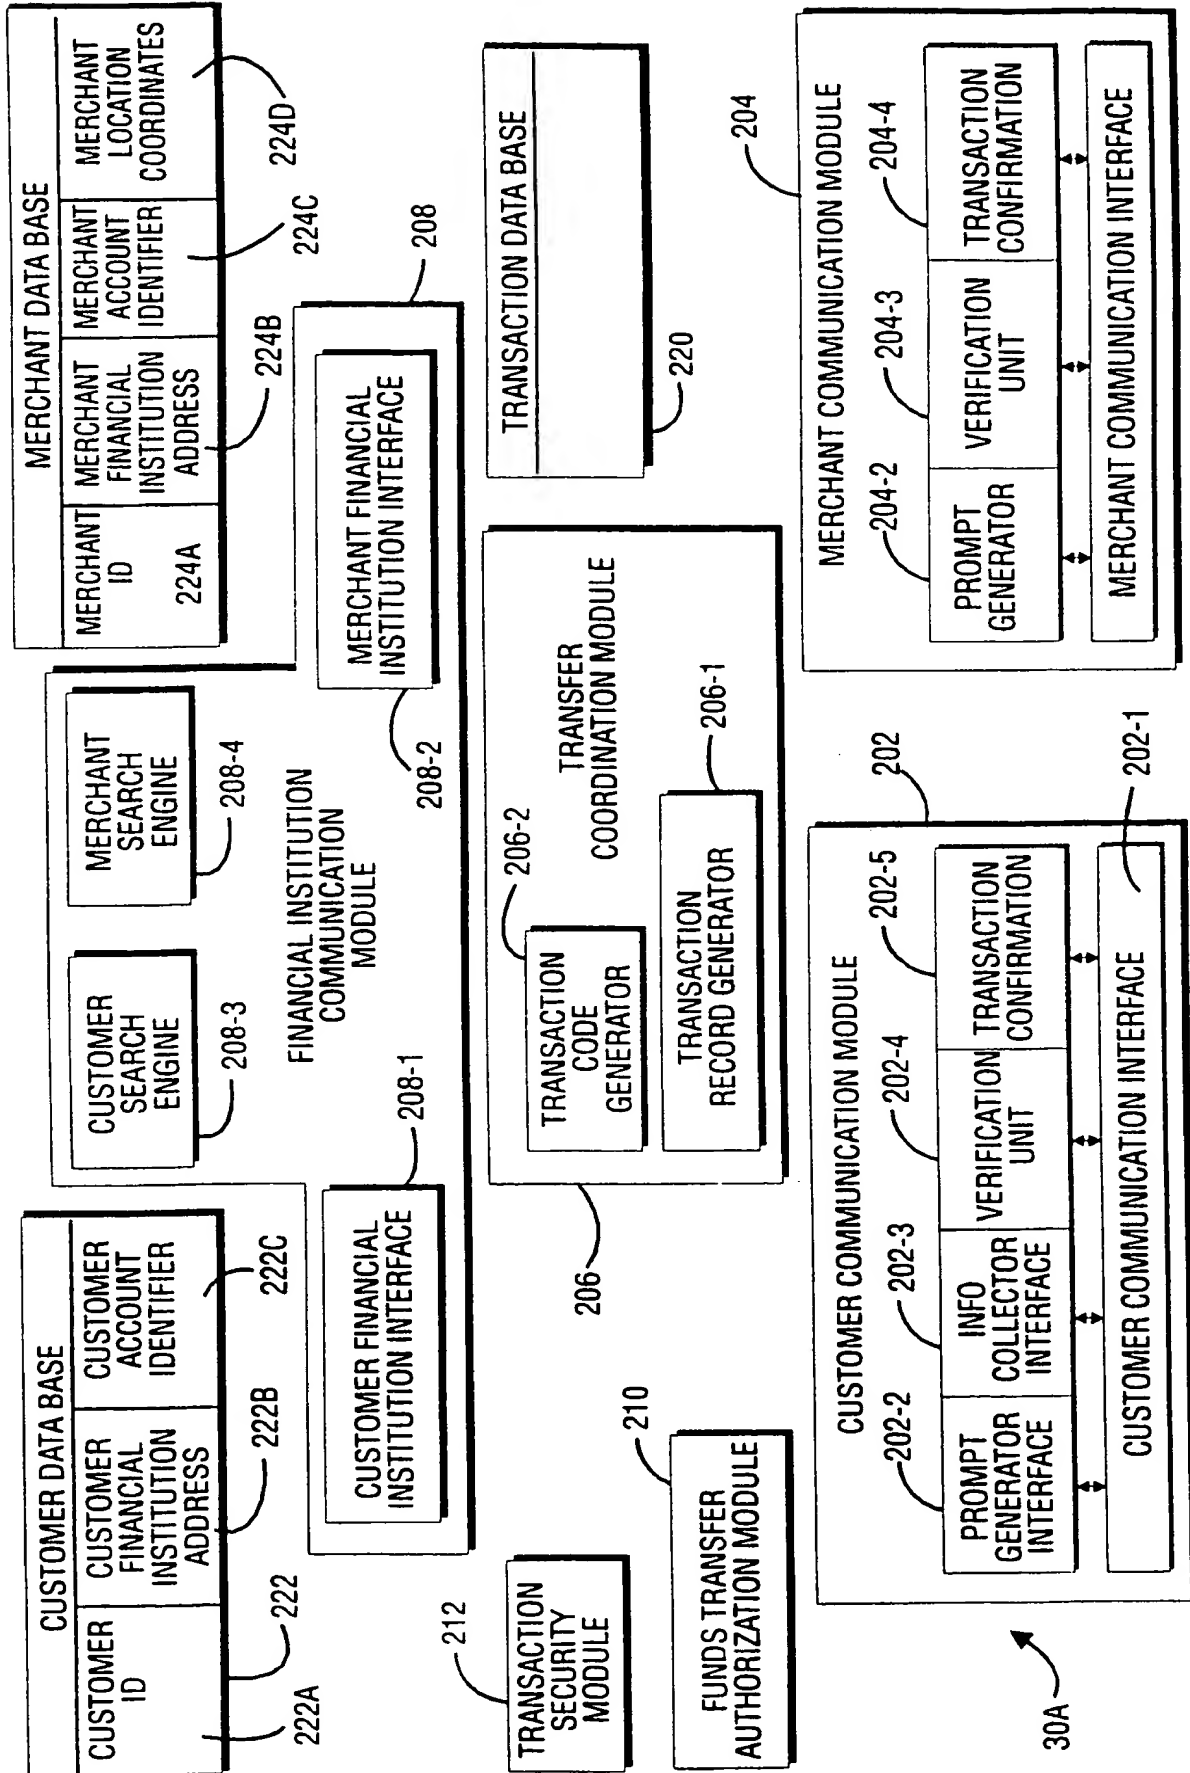 CUSTOMER DATA BASE
CUSTOMER
ID
CUSTOMER
FINANCIAL
INSTITUTION
ADDRESS
CUSTOMER
ACCOUNT
IDENTIFIER
222A
222
222B
222C
CUSTOMER
SEARCH
ENGINE
208-3
MERCHANT
SEARCH
ENGINE
208-4
MERCHANT DATA BASE
MERCHANT
ID
224A
MERCHANT
FINANCIAL
INSTITUTION
ADDRESS
MERCHANT
ACCOUNT
IDENTIFIER
MERCHANT
LOCATION
COORDINATES
224B
224C
224D
FINANCIAL INSTITUTION
COMMUNICATION
MODULE
CUSTOMER FINANCIAL
INSTITUTION INTERFACE
208-1
MERCHANT FINANCIAL
INSTITUTION INTERFACE
208-2
208
212
TRANSACTION
SECURITY
MODULE
206
206-2
TRANSACTION
CODE
GENERATOR
TRANSFER
COORDINATION MODULE
TRANSACTION
RECORD GENERATOR
206-1
TRANSACTION DATA BASE
220
210
FUNDS TRANSFER
AUTHORIZATION MODULE
CUSTOMER COMMUNICATION MODULE
202
202-2
202-3
202-4
202-5
PROMPT
GENERATOR
INTERFACE
INFO
COLLECTOR
INTERFACE
VERIFICATION
UNIT
TRANSACTION
CONFIRMATION
CUSTOMER COMMUNICATION INTERFACE
202-1
204
MERCHANT COMMUNICATION MODULE
204-2
204-3
204-4
PROMPT
GENERATOR
VERIFICATION
UNIT
TRANSACTION
CONFIRMATION
MERCHANT COMMUNICATION INTERFACE
30A